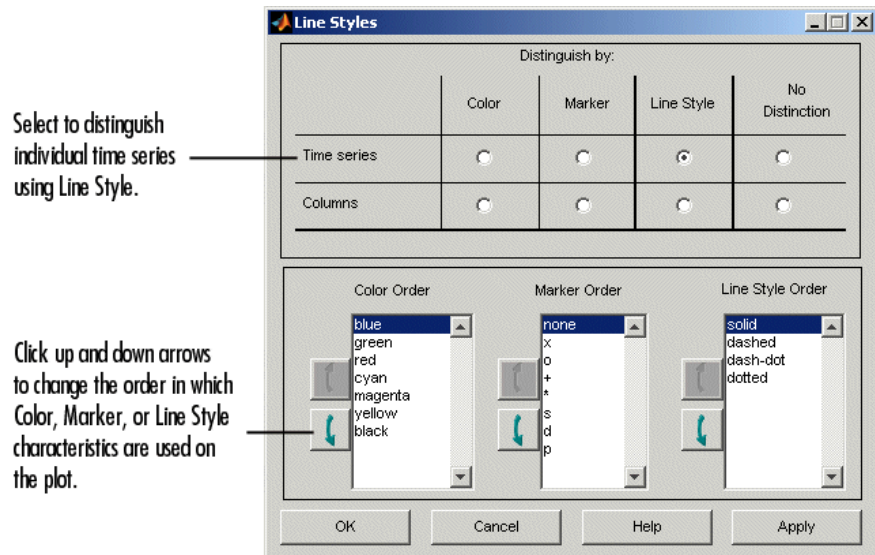 Line Styles
Distinguish by:
Color Marker Line Style No
Distinction
Select to distinguish
individual time series
using Line Style.
Time series
Columns
Color Order Marker Order Line Style Order
Click up and down arrows
to change the order in which
Color, Marker, or Line Style
characteristics are used on
the plot.
blue
green
red
cyan
magenta
yellow
black
none
x
o
+
*
s
d
p
solid
dashed
dash-dot
dotted
OK Cancel Help Apply